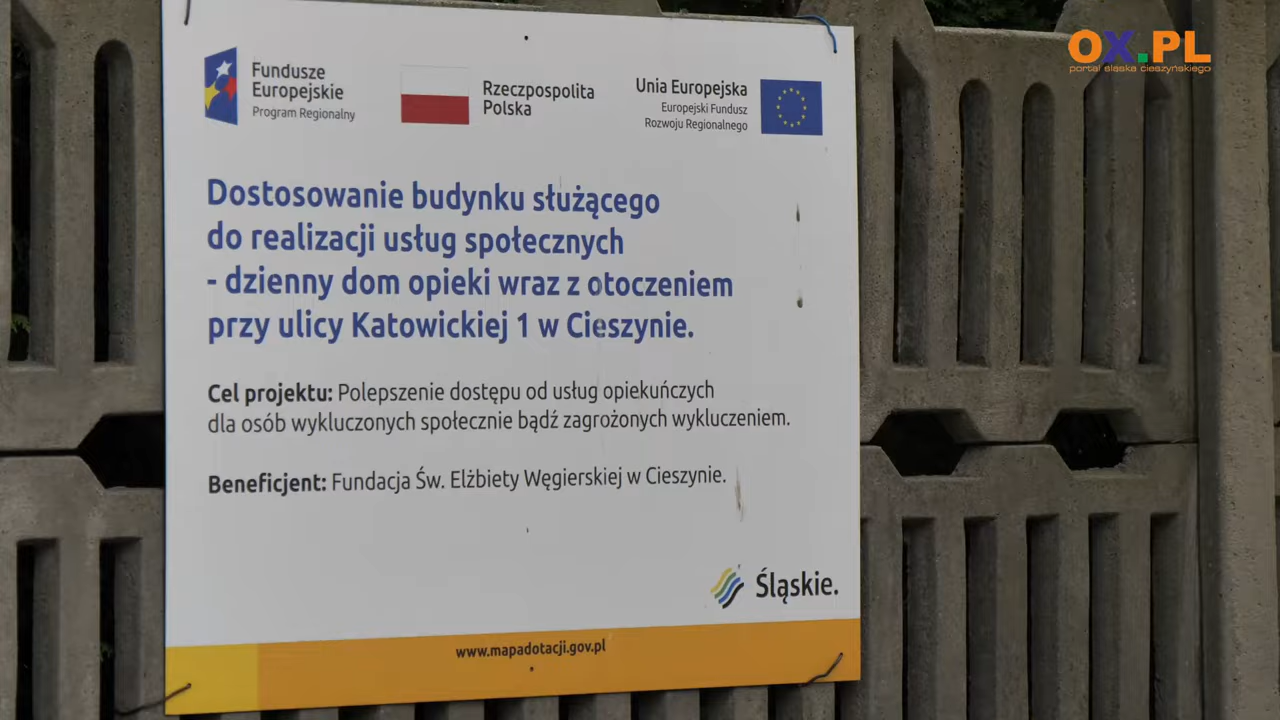 OX.PL
portal śląska cieszyńskiego
Fundusze
Europejskie
Program Regionalny
Rzeczpospolita
Polska
Unia Europejska
Europejski Fundusz
Rozwoju Regionalnego
Dostosowanie budynku służącego
do realizacji usług społecznych
- dzienny dom opieki wraz z otoczeniem
przy ulicy Katowickiej 1 w Cieszynie.
Cel projektu: Polepszenie dostępu od usług opiekuńczych
dla osób wykluczonych społecznie bądź zagrożonych wykluczeniem.
Beneficjent: Fundacja Św. Elżbiety Węgierskiej w Cieszynie.
Śląskie.
www.mapadotacji.gov.pl